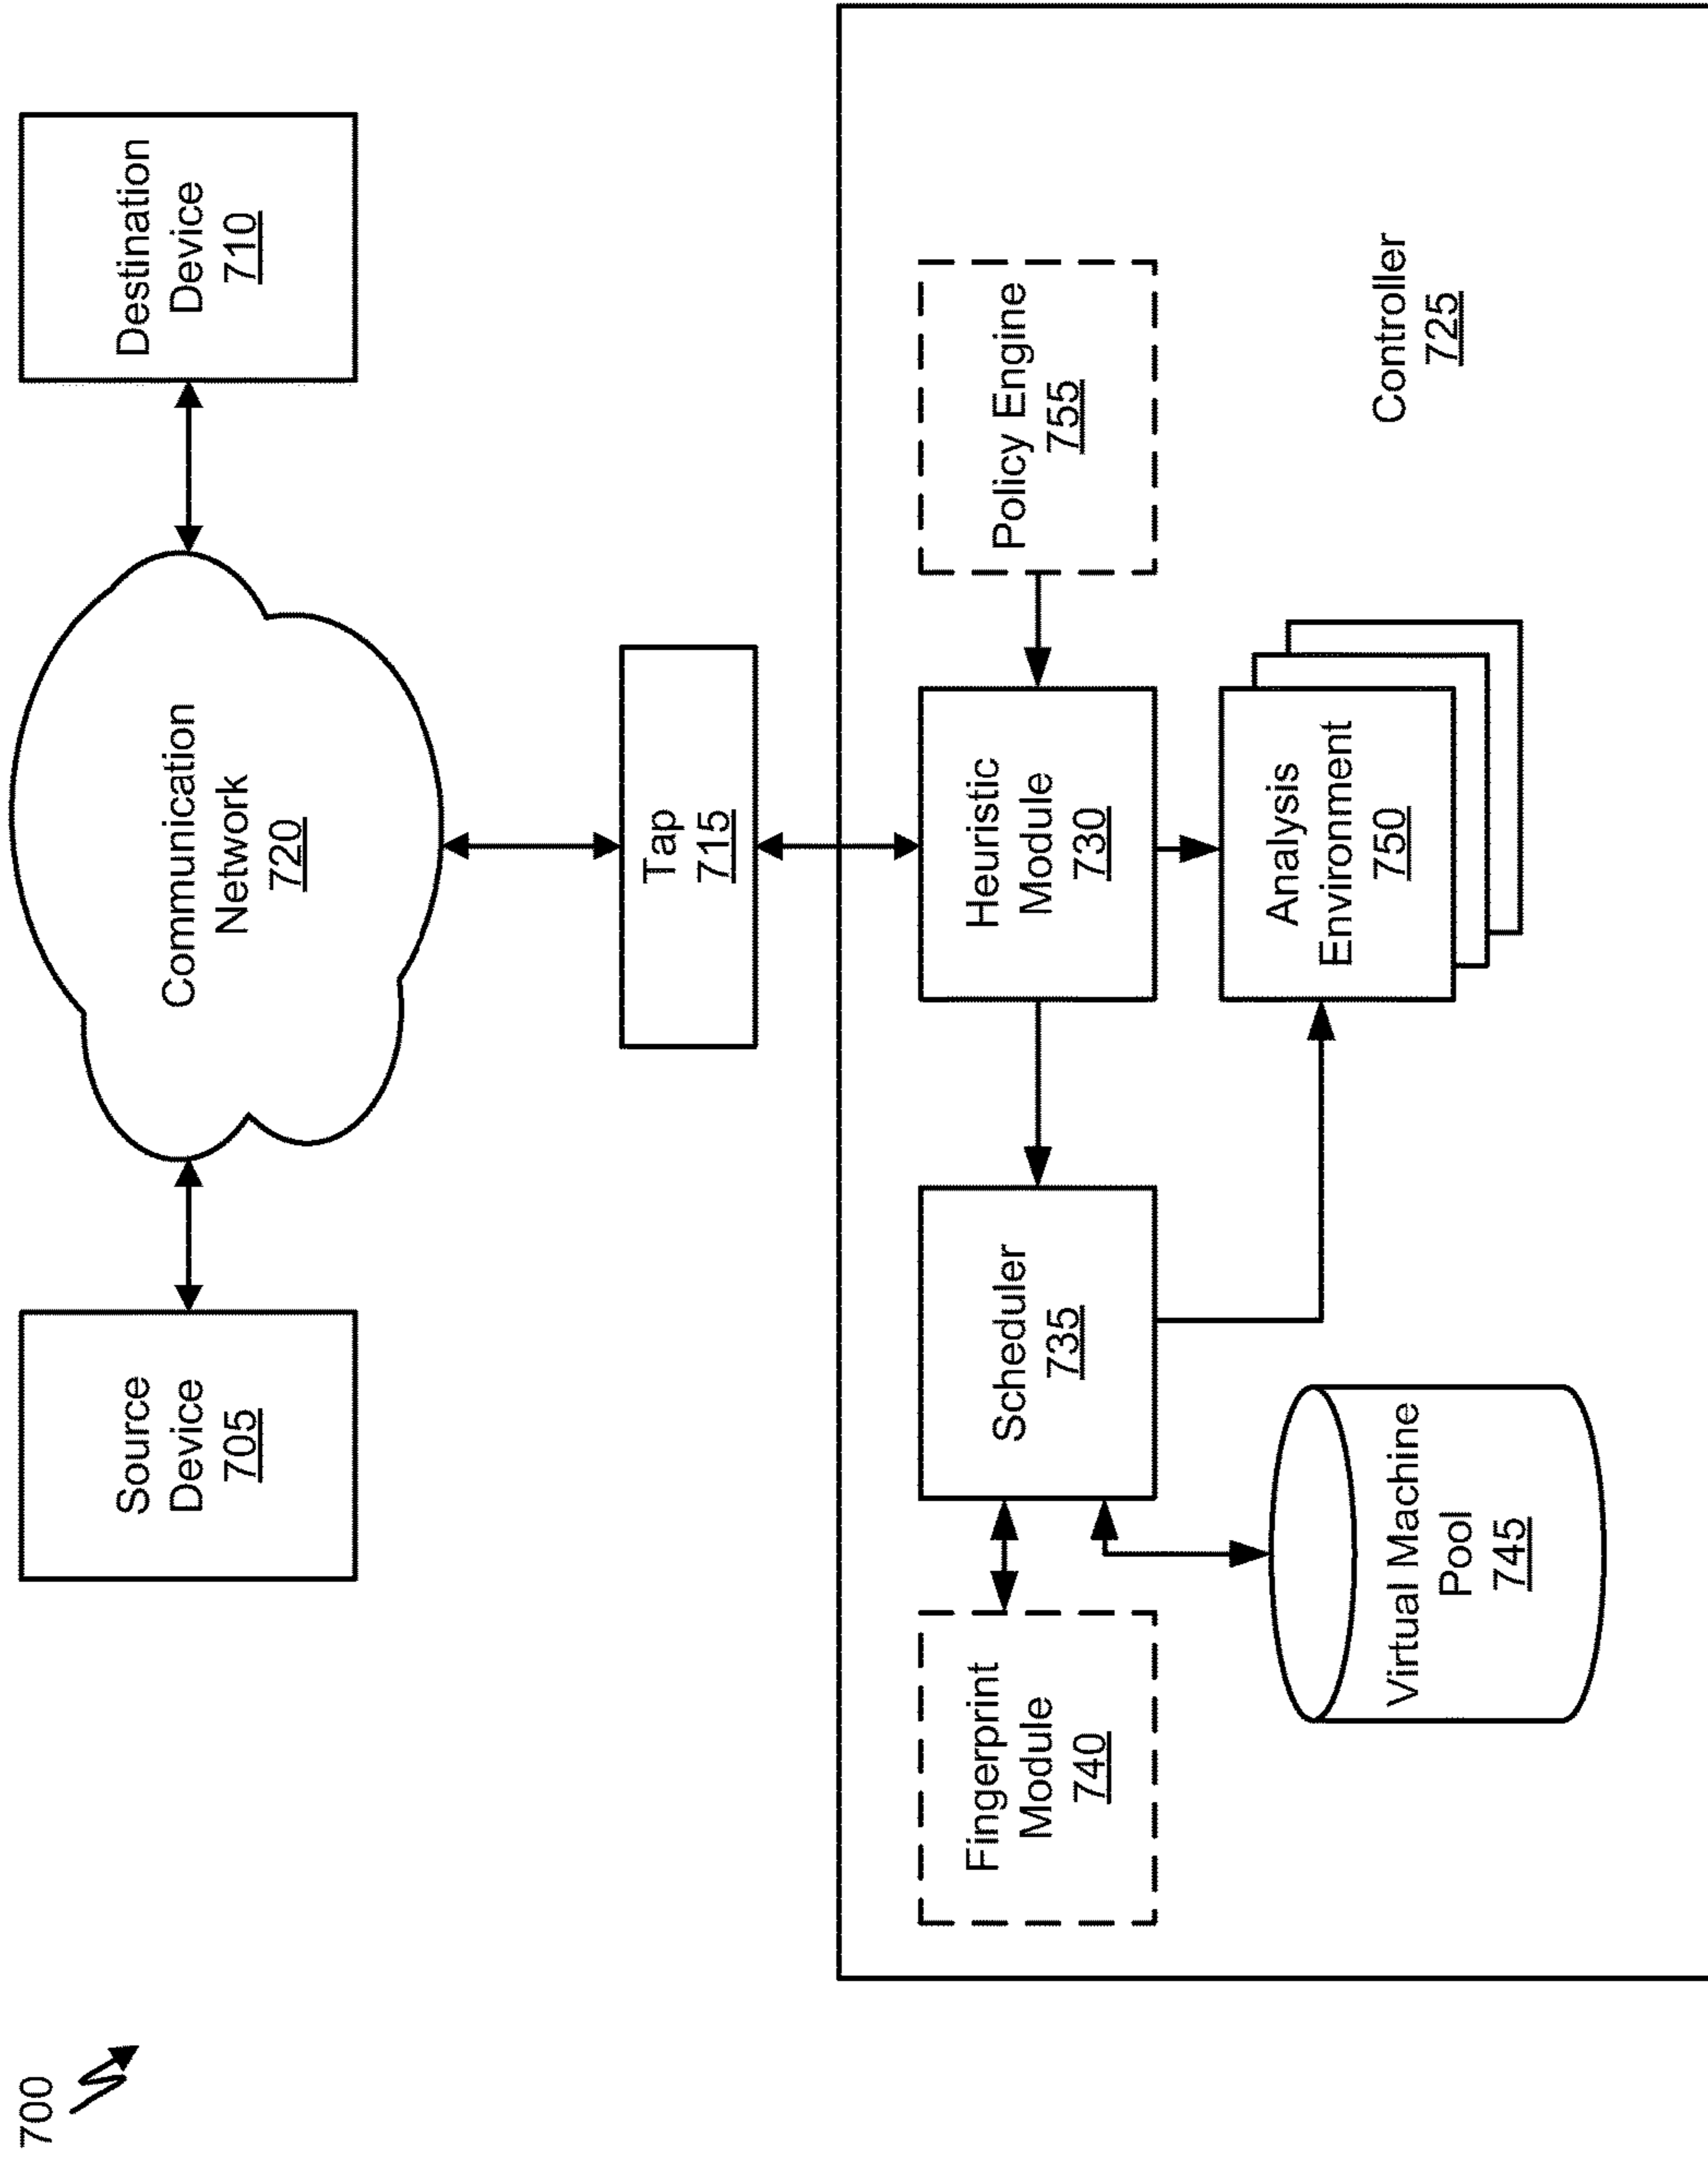 700
Source
Device
705
Communication
Network
720
Destination
Device
710
Tap
715
Fingerprint
Module
740
Scheduler
735
Heuristic
Module
730
Policy Engine
755
Virtual Machine
Pool
745
Analysis
Environment
750
Controller
725